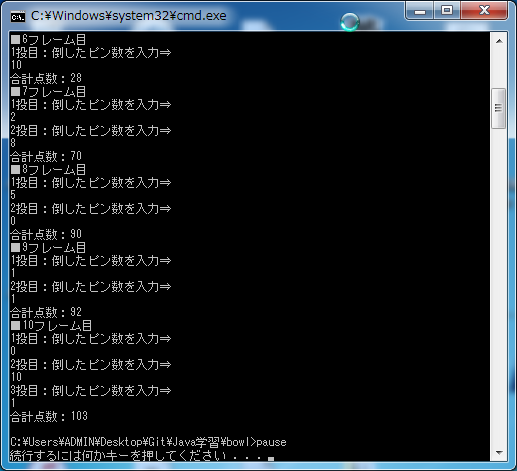 C:¥Windows¥system32¥cmd.exe
■6フレーム目
1投目：倒したピン数を入力⇒
10
合計点数：28
■7フレーム目
1投目：倒したピン数を入力⇒
2
2投目：倒したピン数を入力⇒
8
合計点数：70
■8フレーム目
1投目：倒したピン数を入力⇒
5
2投目：倒したピン数を入力⇒
0
合計点数：90
■9フレーム目
1投目：倒したピン数を入力⇒
1
2投目：倒したピン数を入力⇒
1
合計点数：92
■10フレーム目
1投目：倒したピン数を入力⇒
0
2投目：倒したピン数を入力⇒
10
3投目：倒したピン数を入力⇒
1
合計点数：103
C:¥Users¥ADMIN¥Desktop¥Git¥Java学習¥bowl>pause
続行するには何かキーを押してください . . .